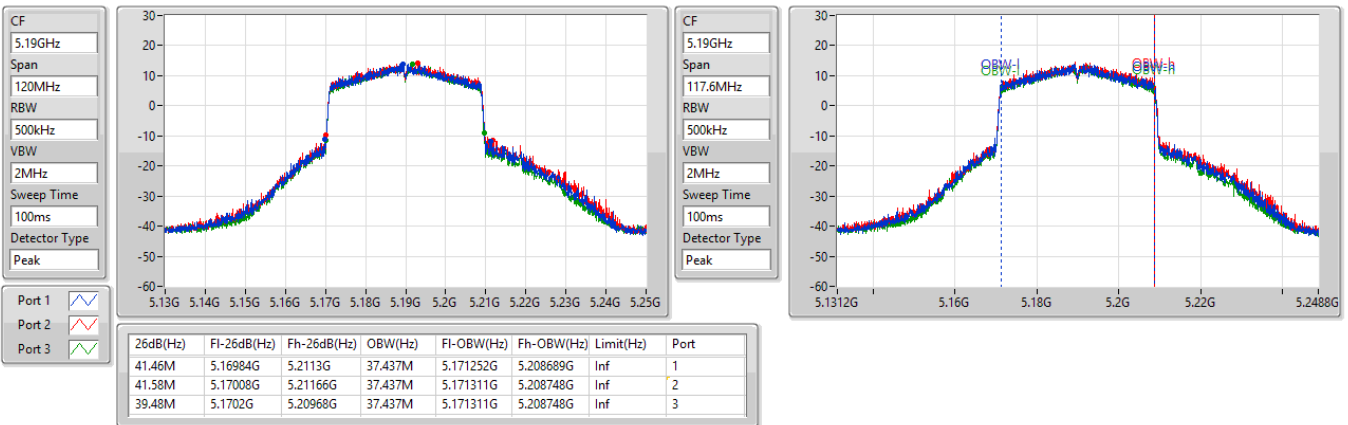 CF
5.19GHz
Span
120MHz
RBW
500kHz
VBW
2MHz
Sweep Time
100ms
Detector Type
Peak
30
20
10
0
-10
-20
-30
-40
-50
-60
5.13G 5.14G 5.15G 5.16G 5.17G 5.18G 5.19G 5.20G 5.21G 5.22G 5.23G 5.24G 5.25G
CF
5.19GHz
Span
117.6MHz
RBW
500kHz
VBW
2MHz
Sweep Time
100ms
Detector Type
Peak
30
20
10
0
-10
-20
-30
-40
-50
-60
OBW-l OBW-h
5.1312G 5.16G 5.18G 5.2G 5.22G 5.2488G
Port 1
Port 2
Port 3
26dB(Hz) Fl-26dB(Hz) Fh-26dB(Hz) OBW(Hz) Fl-OBW(Hz) Fh-OBW(Hz) Limit(Hz) Port
41.46M 5.16984G 5.2113G 37.437M 5.171252G 5.208689G Inf 1
41.58M 5.17008G 5.21166G 37.437M 5.171311G 5.208748G Inf 2
39.48M 5.1702G 5.20968G 37.437M 5.171311G 5.208748G Inf 3